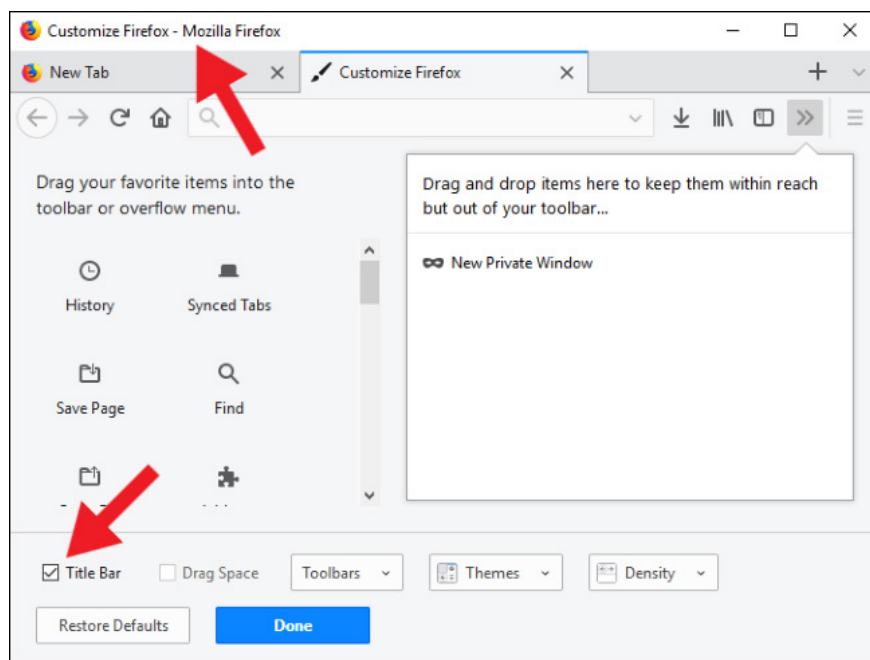 Customize Firefox - Mozilla Firefox
New Tab
Customize Firefox
Drag your favorite items into the
toolbar or overflow menu.
History
Synced Tabs
Save Page
Find
Drag and drop items here to keep them within reach
but out of your toolbar...
New Private Window
Title Bar
Drag Space
Toolbars
Themes
Density
Restore Defaults
Done